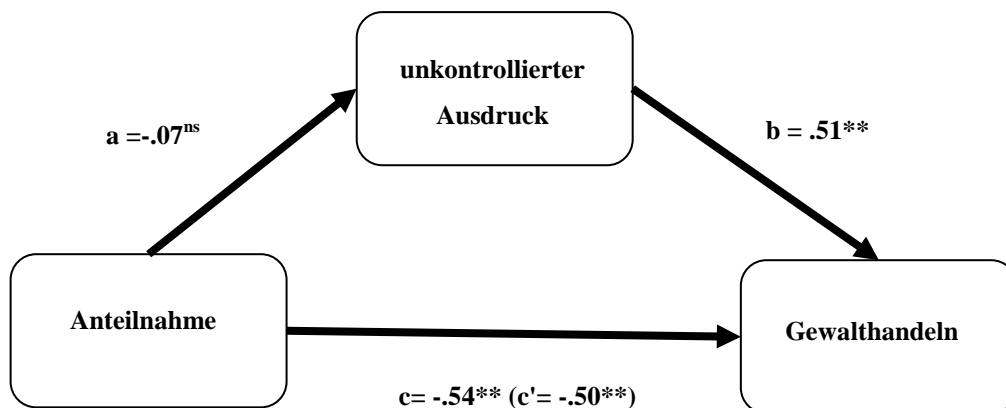 unkontrollierter
Ausdruck
a =-.07ns
b = .51**
Anteilnahme
Gewalthandeln
c= -.54** (c'= -.50**)